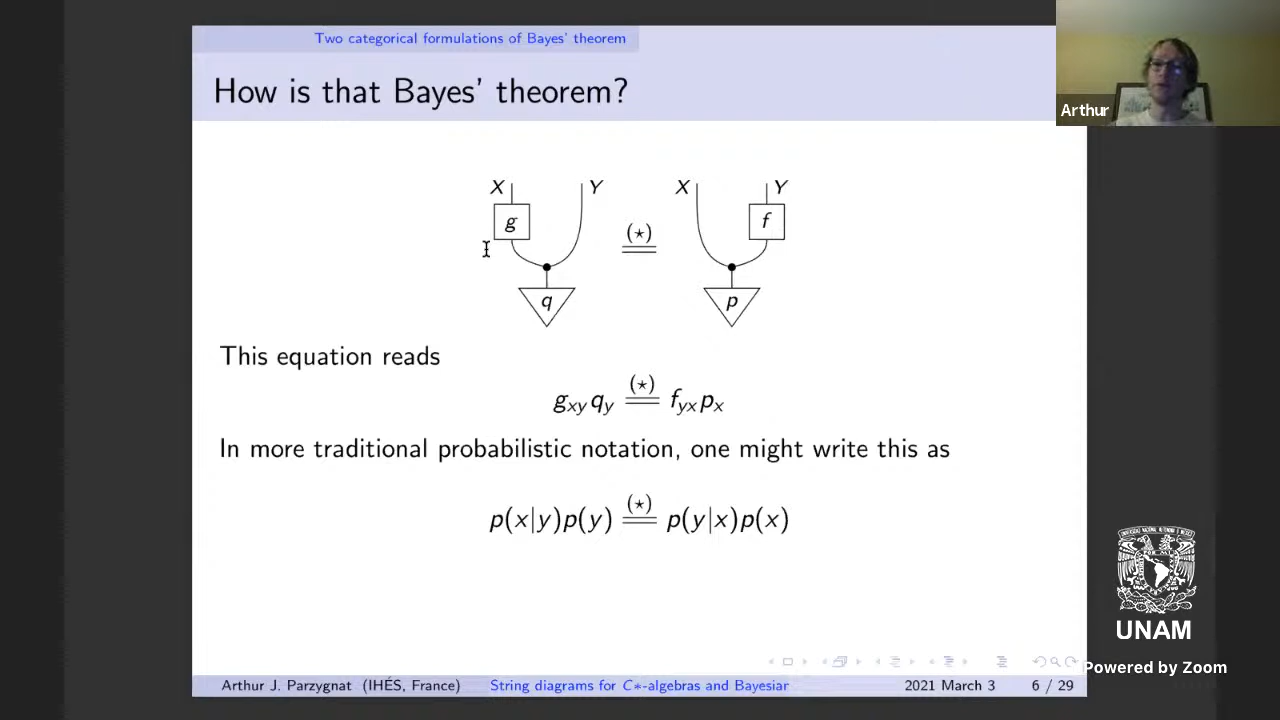 Two categorical formulations of Bayes' theorem
How is that Bayes' theorem?
Arthur
X Y X Y
g (⋆) f
q p
This equation reads
g_{xy}q_y \overset{(⋆)}{=} f_{yx}p_x
In more traditional probabilistic notation, one might write this as
p(x|y)p(y) \overset{(⋆)}{=} p(y|x)p(x)
UNAM
Powered by Zoom
Arthur J. Parzygnat (IHÉS, France) String diagrams for C∗-algebras and Bayesiar 2021 March 3 6 / 29